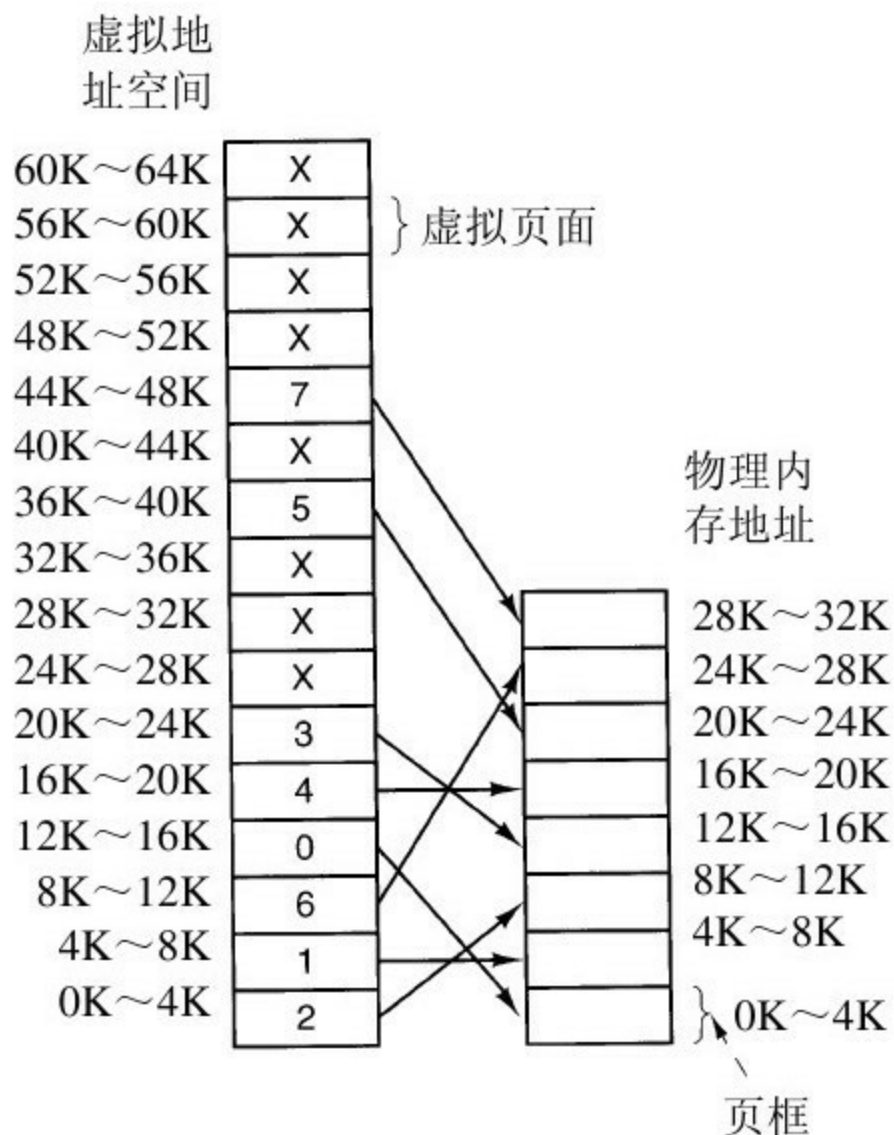 虚拟地
址空间
60K～64K X
56K～60K X }虚拟页面
52K～56K X
48K～52K X
44K～48K 7
40K～44K X
36K～40K 5
32K～36K X
28K～32K X
24K～28K X
20K～24K 3
16K～20K 4
12K～16K 0
8K～12K 6
4K～8K 1
0K～4K 2
物理内
存地址
28K～32K
24K～28K
20K～24K
16K～20K
12K～16K
8K～12K
4K～8K
}0K～4K
页框